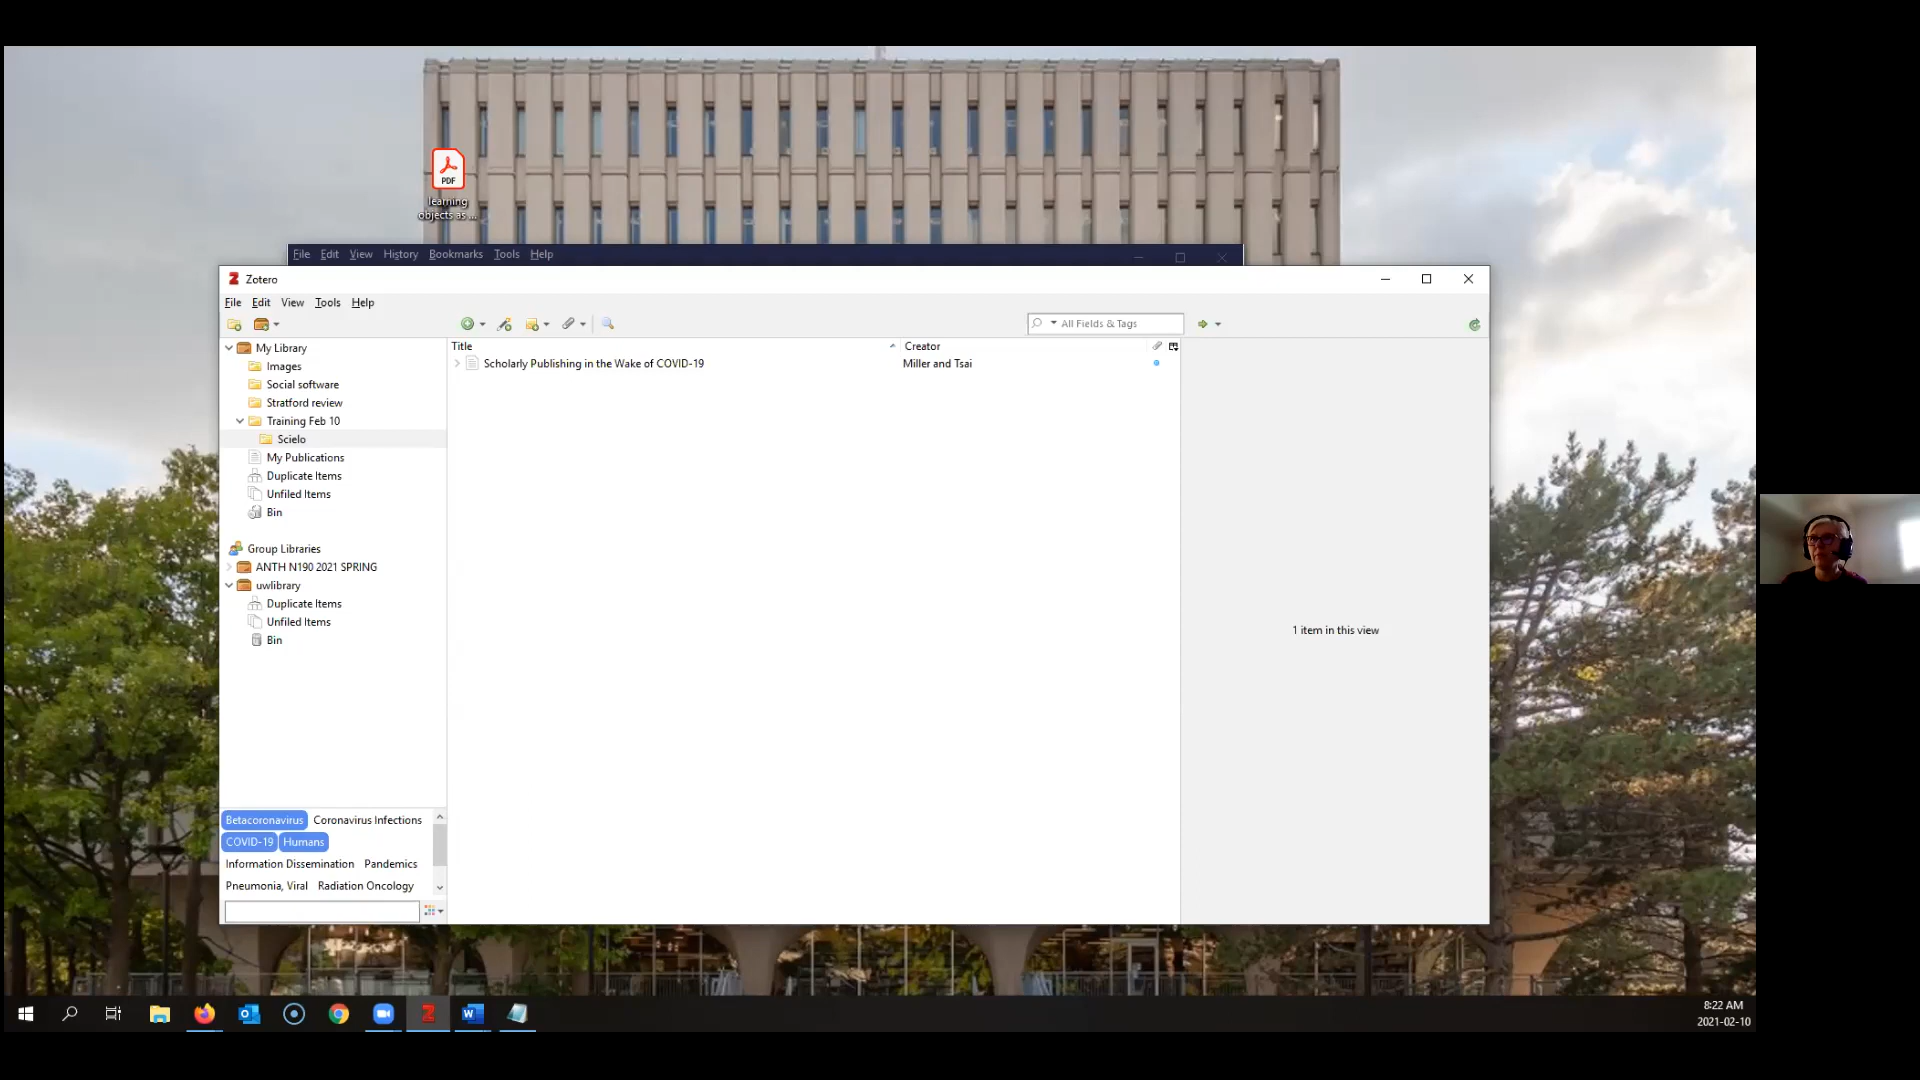 PDF
learning
objects as ...
File Edit View History Bookmarks Tools Help
Zotero
File Edit View Tools Help
All Fields & Tags
My Library
Images
Social software
Stratford review
Training Feb 10
Scielo
My Publications
Duplicate Items
Unfiled Items
Bin
Group Libraries
ANTH N190 2021 SPRING
uwlibrary
Duplicate Items
Unfiled Items
Bin
Betacoronavirus Coronavirus Infections
COVID-19 Humans
Information Dissemination Pandemics
Pneumonia, Viral Radiation Oncology
Title Creator
Scholarly Publishing in the Wake of COVID-19 Miller and Tsai
1 item in this view
8:22 AM
2021-02-10